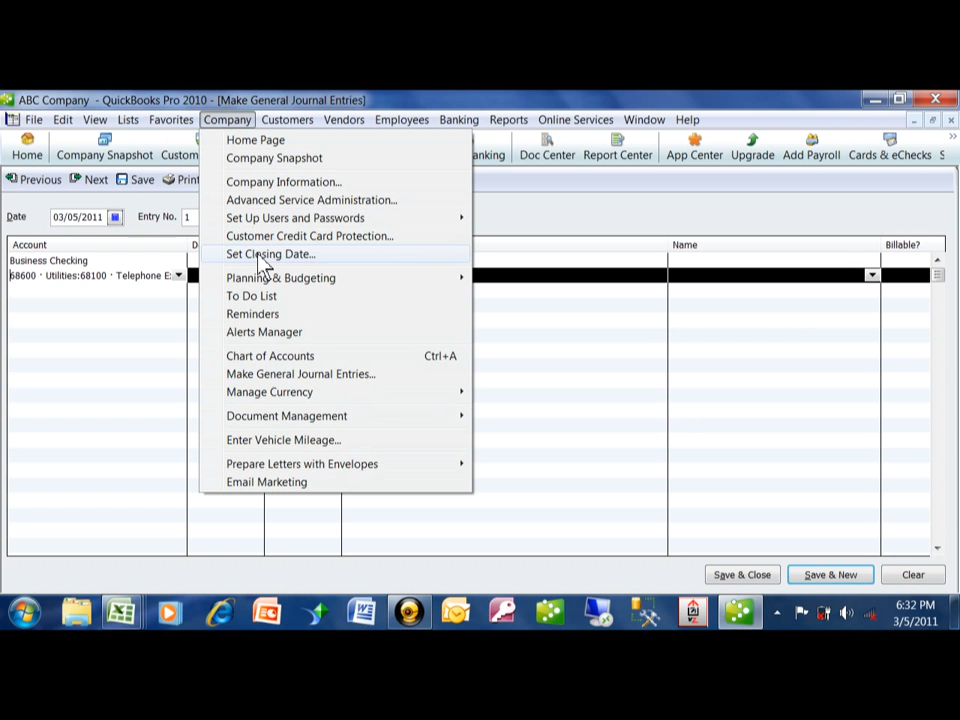 ABC Company - QuickBooks Pro 2010 - [Make General Journal Entries]
File Edit View Lists Favorites Company Customers Vendors Employees Banking Reports Online Services Window Help
Home Company Snapshot Doc Center Report Center App Center Upgrade Add Payroll Cards & eChecks
Previous Next Save Print
Date 03/05/2011 Entry No. 1
Account Name Billable?
Business Checking
68600 · Utilities:68100 · Telephone E:
Home Page
Company Snapshot
Company Information...
Advanced Service Administration...
Set Up Users and Passwords
Customer Credit Card Protection...
Set Closing Date...
Planning & Budgeting
To Do List
Reminders
Alerts Manager
Chart of Accounts Ctrl+A
Make General Journal Entries...
Manage Currency
Document Management
Enter Vehicle Mileage...
Prepare Letters with Envelopes
Email Marketing
Save & Close Save & New Clear
6:32 PM
3/5/2011